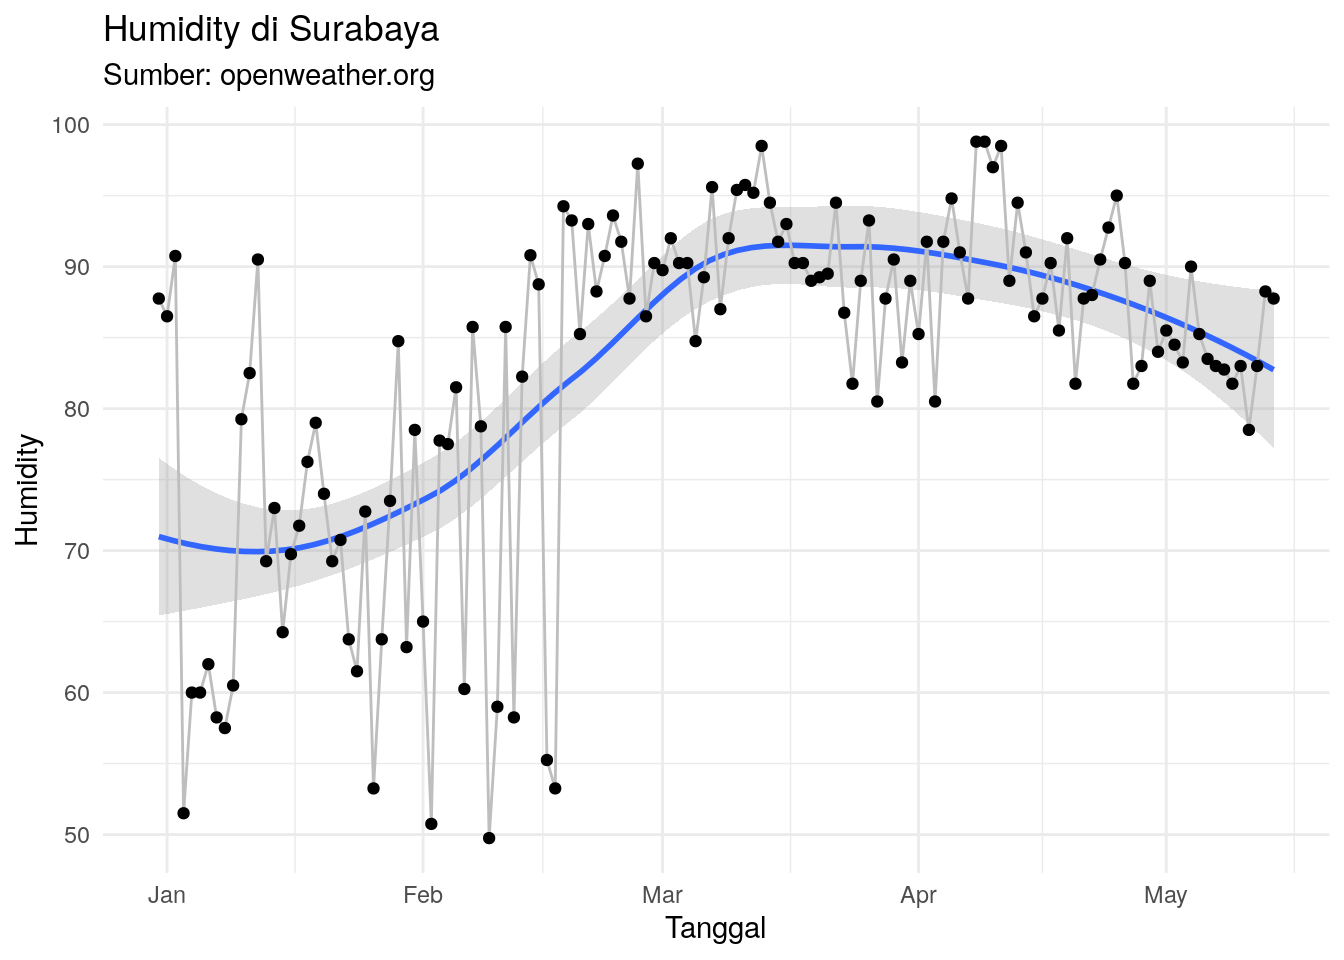 Humidity di Surabaya
Sumber: openweather.org
100
90
80
70
60
50
Humidity
Jan Feb Mar Apr May
Tanggal